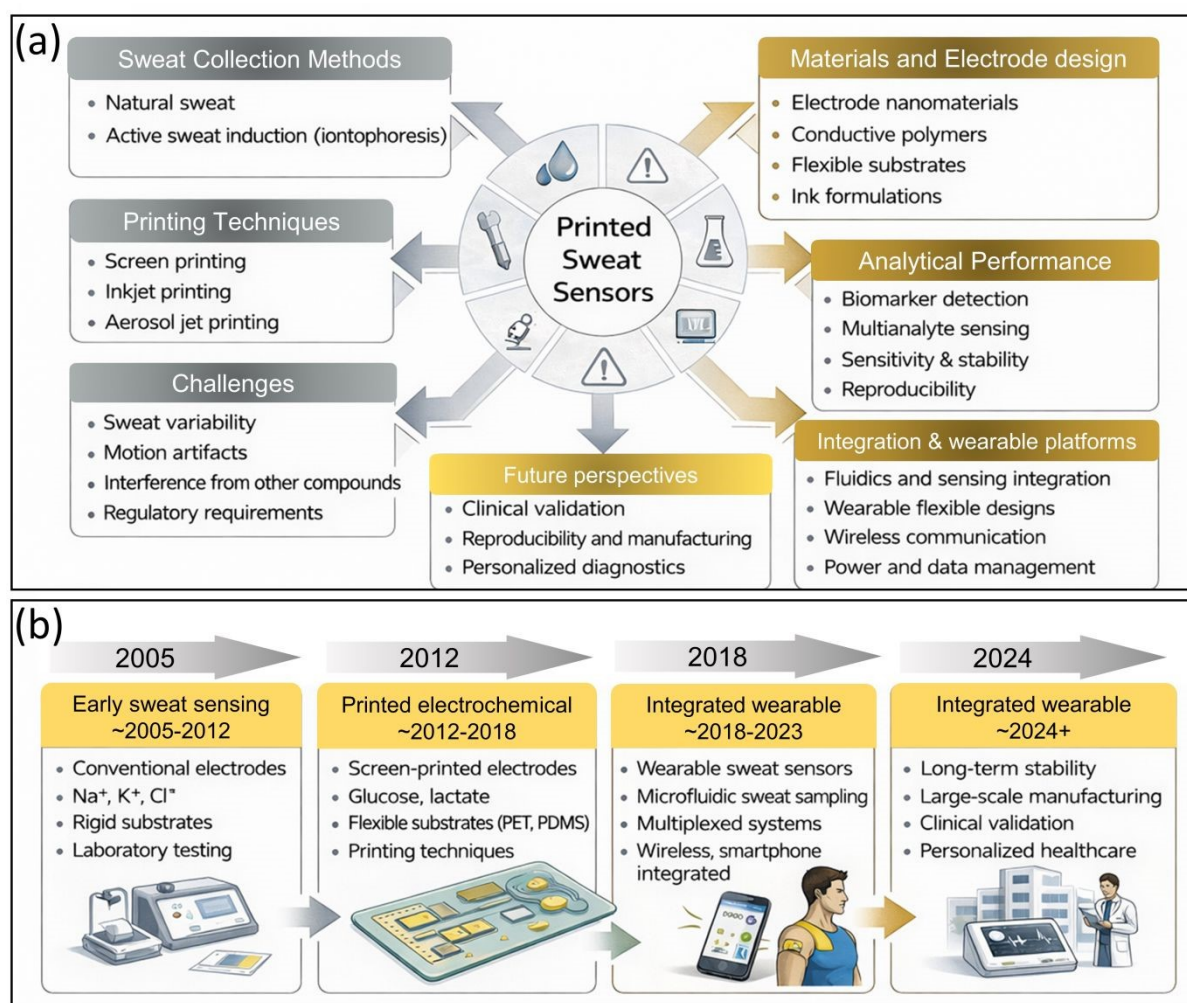 (a)
Sweat Collection Methods
• Natural sweat
• Active sweat induction (iontophoresis)
Printing Techniques
• Screen printing
• Inkjet printing
• Aerosol jet printing
Challenges
• Sweat variability
• Motion artifacts
• Interference from other compounds
• Regulatory requirements
Printed
Sweat
Sensors
Materials and Electrode design
• Electrode nanomaterials
• Conductive polymers
• Flexible substrates
• Ink formulations
Analytical Performance
• Biomarker detection
• Multianalyte sensing
• Sensitivity & stability
• Reproducibility
Integration & wearable platforms
• Fluidics and sensing integration
• Wearable flexible designs
• Wireless communication
• Power and data management
Future perspectives
• Clinical validation
• Reproducibility and manufacturing
• Personalized diagnostics
(b)
2005
Early sweat sensing
~2005-2012
• Conventional electrodes
• Na⁺, K⁺, Cl⁻
• Rigid substrates
• Laboratory testing
2012
Printed electrochemical
~2012-2018
• Screen-printed electrodes
• Glucose, lactate
• Flexible substrates (PET, PDMS)
• Printing techniques
2018
Integrated wearable
~2018-2023
• Wearable sweat sensors
• Microfluidic sweat sampling
• Multiplexed systems
• Wireless, smartphone
integrated
2024
Integrated wearable
~2024+
• Long-term stability
• Large-scale manufacturing
• Clinical validation
• Personalized healthcare